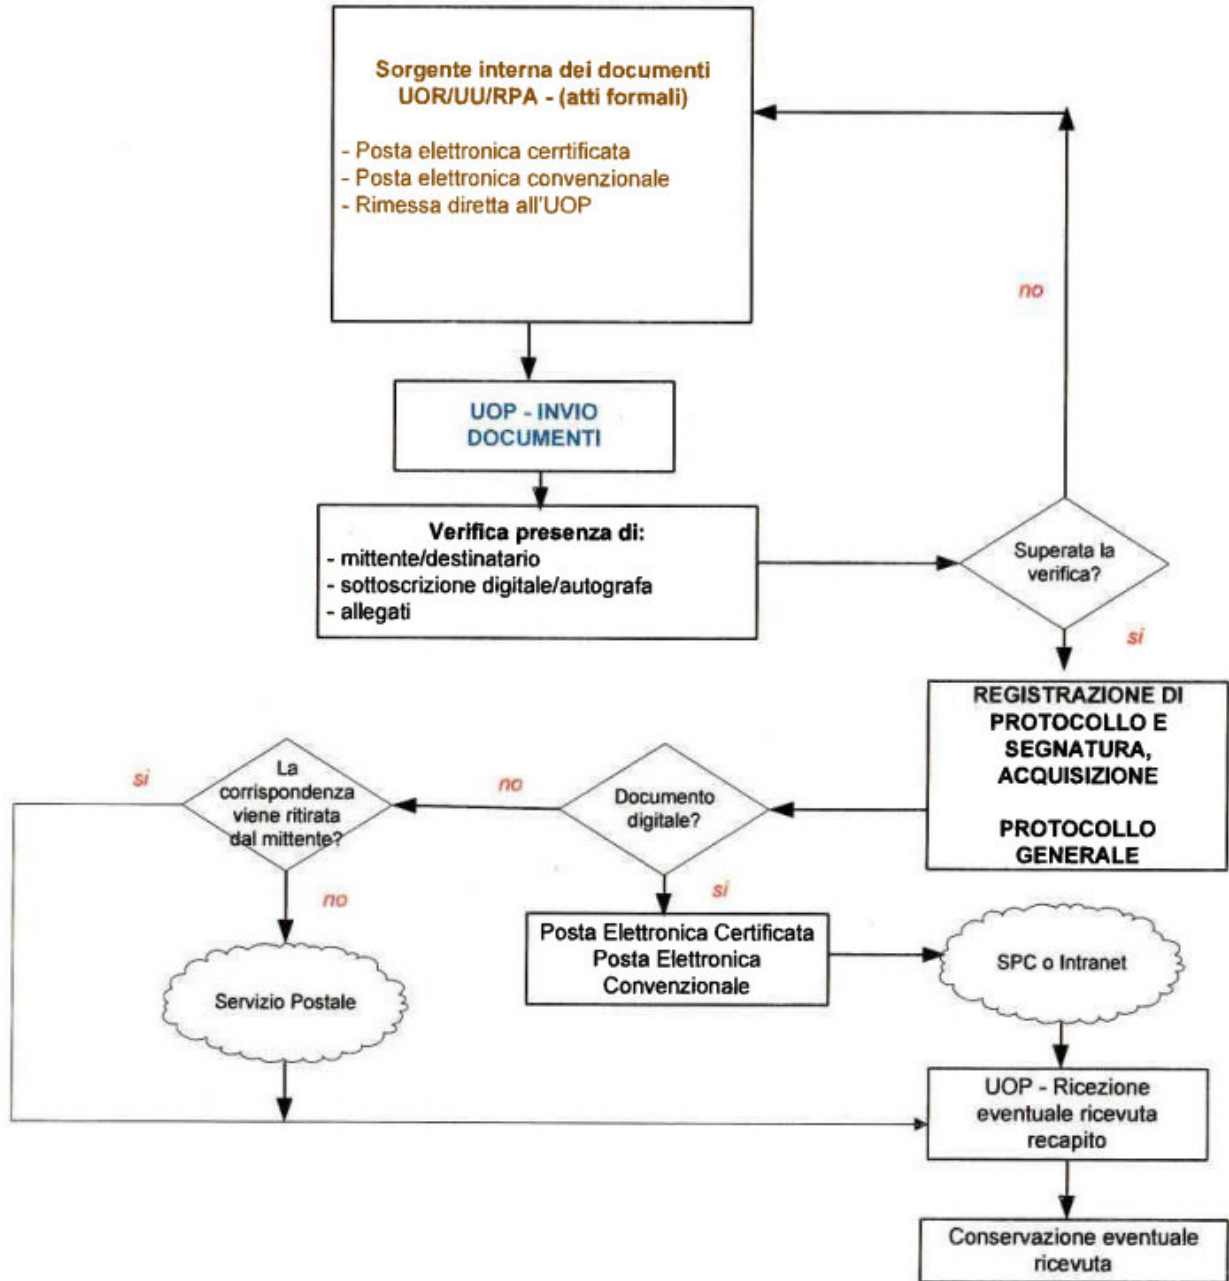 Sorgente interna dei documenti
UOR/UU/RPA - (atti formali)
- Posta elettronica cerrtificata
- Posta elettronica convenzionale
- Rimessa diretta all'UOP
no
UOP - INVIO
DOCUMENTI
Verifica presenza di:
- mittente/destinatario
- sottoscrizione digitale/autografa
- allegati
Superata la
verifica?
si
REGISTRAZIONE DI
PROTOCOLLO E
SEGNATURA,
ACQUISIZIONE
PROTOCOLLO
GENERALE
Documento
digitale?
no
La
corrispondenza
viene ritirata
dal mittente?
si
no
Servizio Postale
si
Posta Elettronica Certificata
Posta Elettronica
Convenzionale
SPC o Intranet
UOP - Ricezione
eventuale ricevuta
recapito
Conservazione eventuale
ricevuta